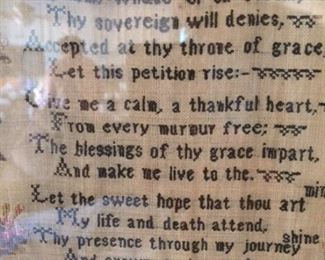 Thy sovereign will denies,
Accepted at thy throne of grace
Let this petition rise:-
Give me a calm, a thankful heart,
From every murmur free;
The blessings of thy grace impart,
And make me live to the.
Let the sweet hope that thou art min
My life and death attend,
Thy presence through my journey shine
And